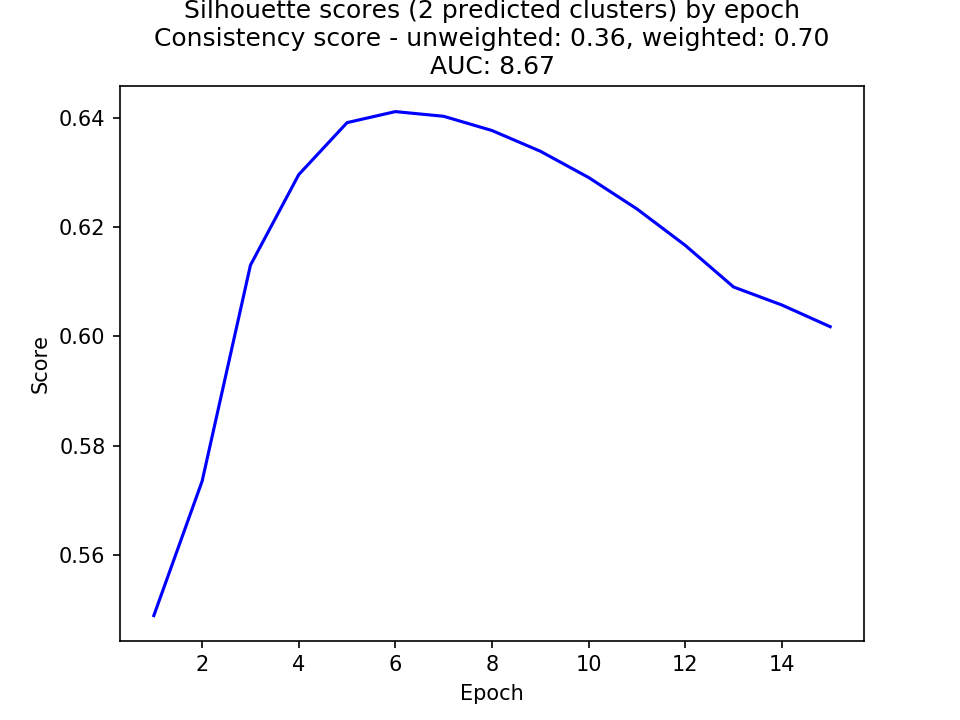 Silhouette scores (2 predicted clusters) by epoch
Consistency score - unweighted: 0.36, weighted: 0.70
AUC: 8.67
0.64
0.62
0.60
0.58
0.56
Score
2 4 6 8 10 12 14
Epoch